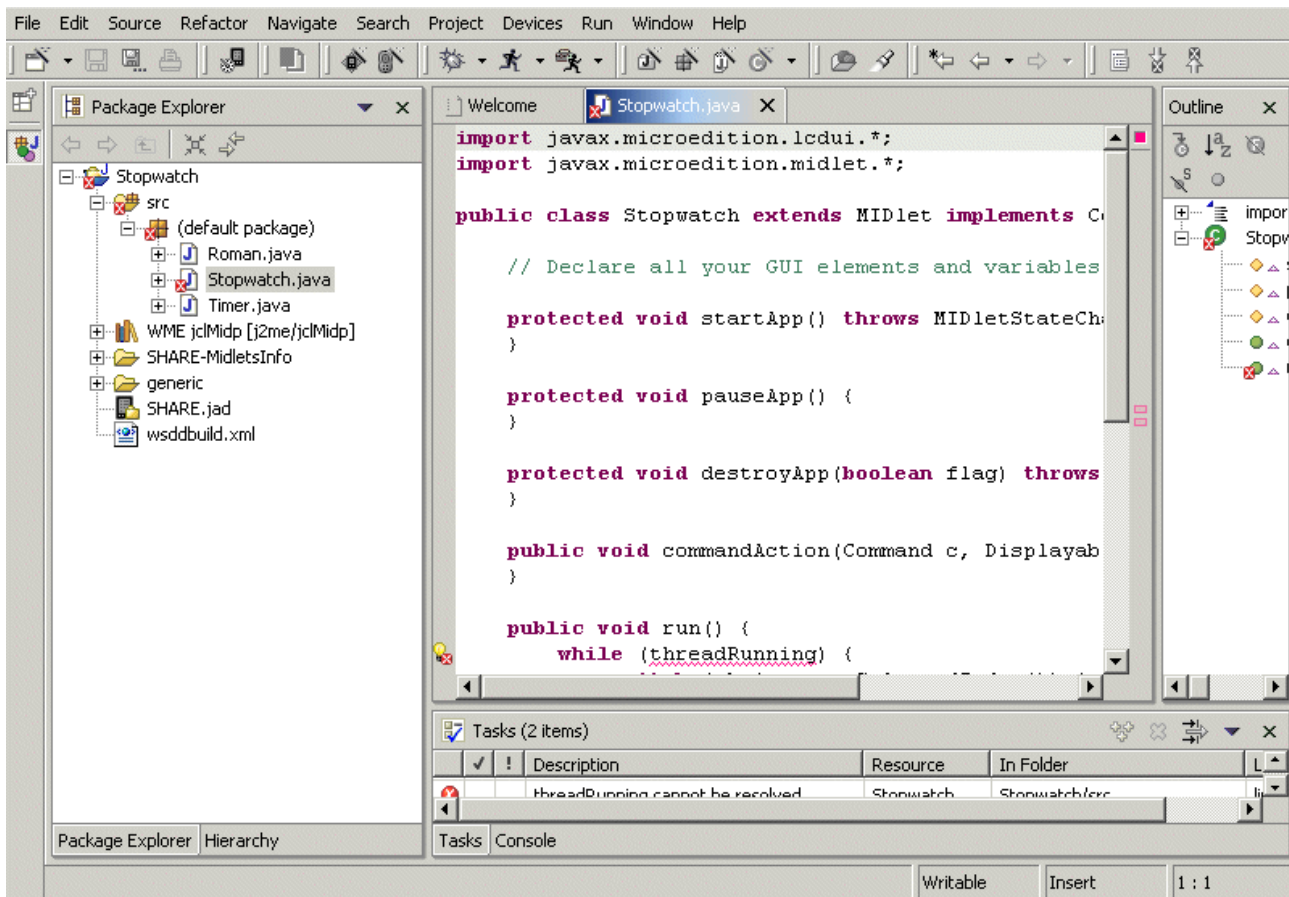 File Edit Source Refactor Navigate Search Project Devices Run Window Help
Package Explorer
Stopwatch
src
(default package)
Roman.java
Stopwatch.java
Timer.java
WME jclMidp [j2me/jclMidp]
SHARE-MidletsInfo
generic
SHARE.jad
wsddbuild.xml
Package Explorer Hierarchy
Welcome Stopwatch.java
import javax.microedition.lcdui.*;
import javax.microedition.midlet.*;
public class Stopwatch extends MIDlet implements C
// Declare all your GUI elements and variables
protected void startApp() throws MIDletStateCh
}
protected void pauseApp() {
}
protected void destroyApp(boolean flag) throws
}
public void commandAction(Command c, Displayab
}
public void run() {
while (threadRunning) {
Outline
impor
Stopw
Tasks (2 items)
! Description Resource In Folder L
threadRunning cannot be resolved Stopwatch Stopwatch/src li
Tasks Console
Writable Insert 1 : 1